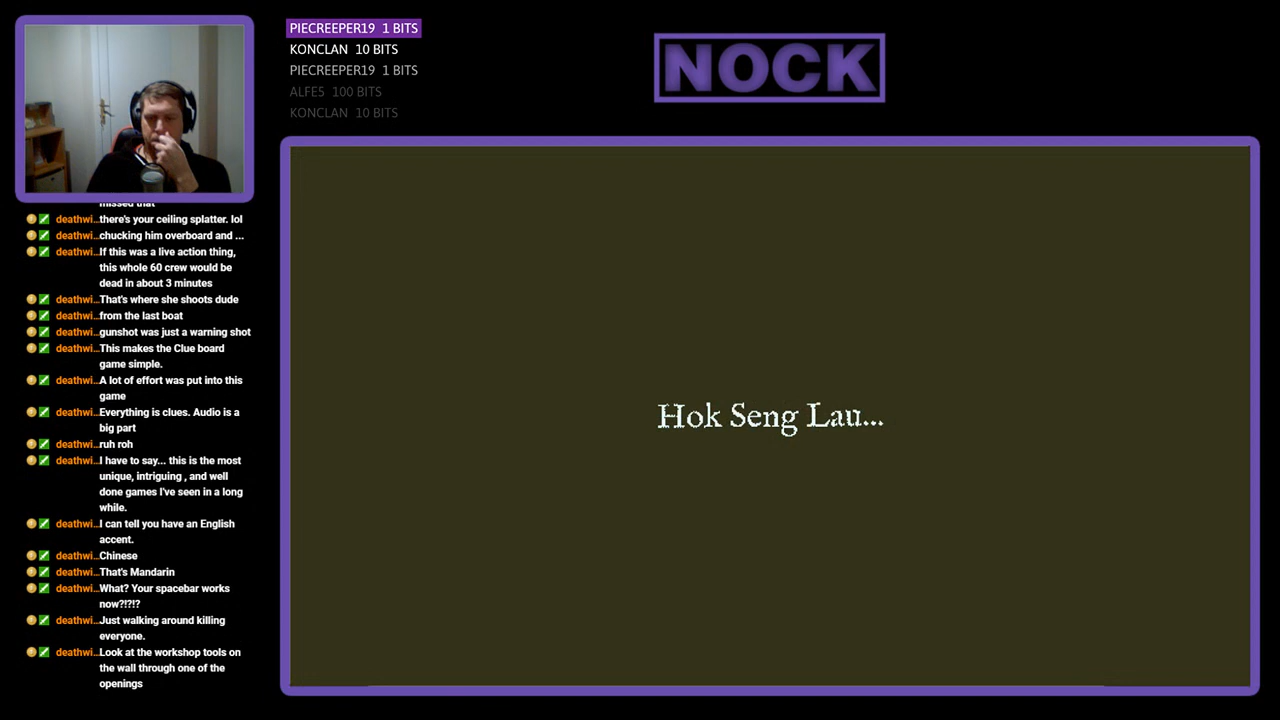 PIECREEPER19 1 BITS
KONCLAN 10 BITS
PIECREEPER19 1 BITS
ALFE5 100 BITS
KONCLAN 10 BITS
NOCK
missed that
deathwi...there's your ceiling splatter. lol
deathwi...chucking him overboard and ...
deathwi...If this was a live action thing,
this whole 60 crew would be
dead in about 3 minutes
deathwi...That's where she shoots dude
deathwi...from the last boat
deathwi...gunshot was just a warning shot
deathwi...This makes the Clue board
game simple.
deathwi...A lot of effort was put into this
game
deathwi...Everything is clues. Audio is a
big part
deathwi...ruh roh
deathwi...I have to say... this is the most
unique, intriguing , and well
done games I've seen in a long
while.
deathwi...I can tell you have an English
accent.
deathwi...Chinese
deathwi...That's Mandarin
deathwi...What? Your spacebar works
now?!?!?
deathwi...Just walking around killing
everyone.
deathwi...Look at the workshop tools on
the wall through one of the
openings
Hok Seng Lau...